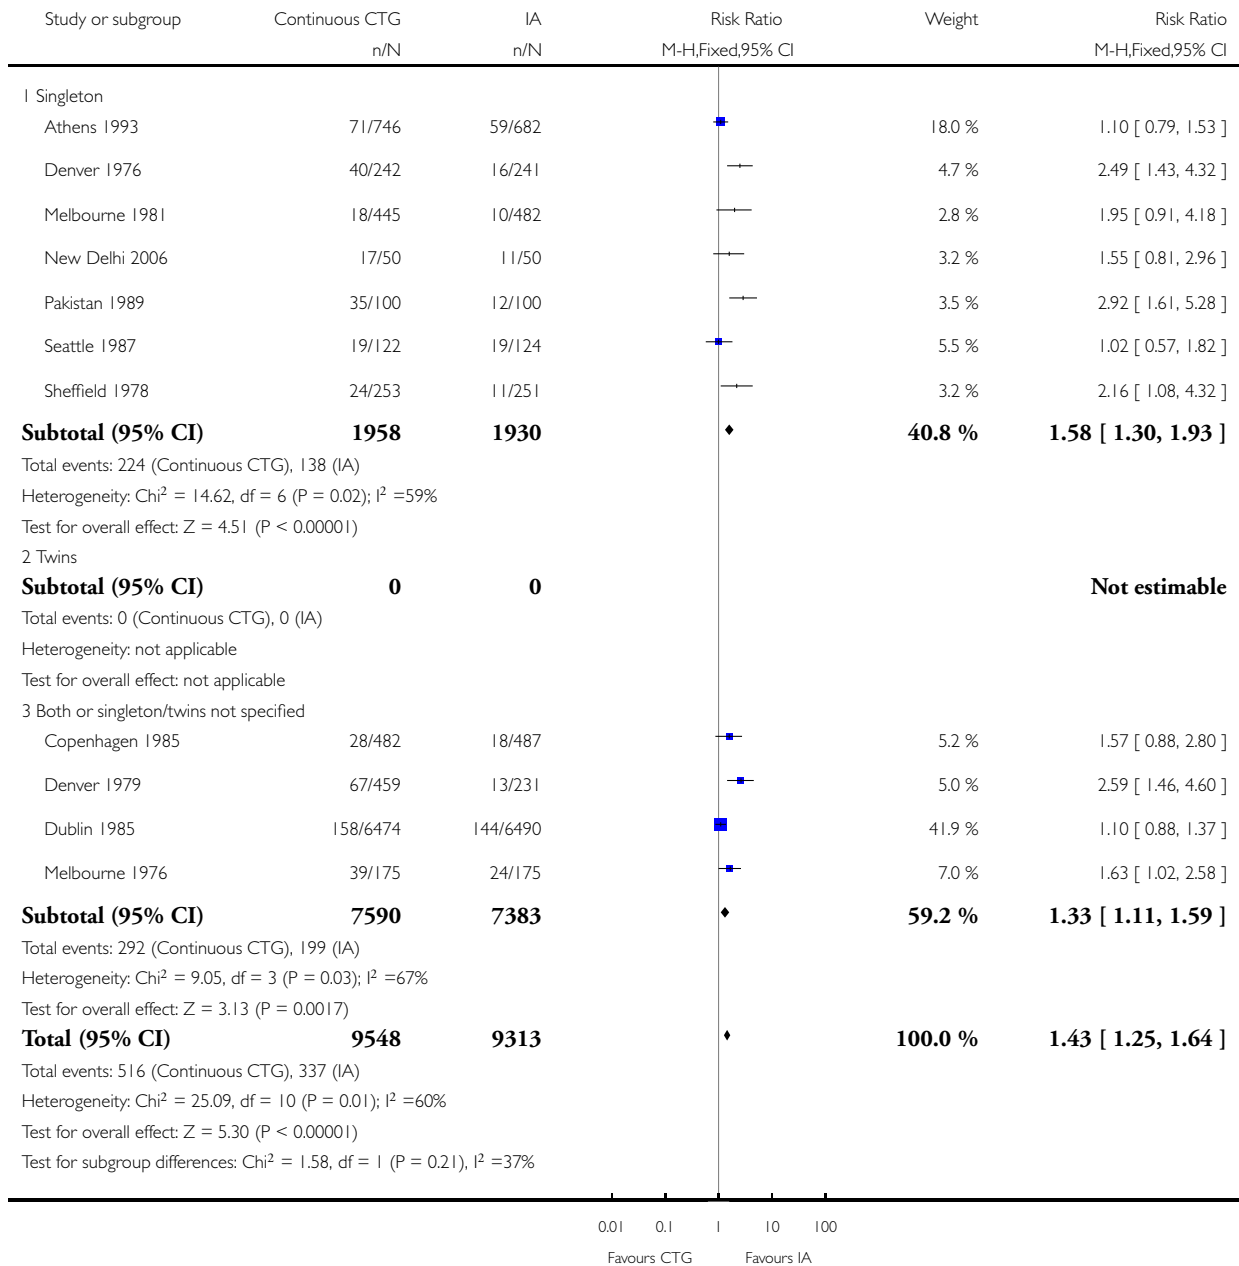 Study or subgroup Continuous CTG IA Risk Ratio Weight Risk Ratio
n/N n/N M-H,Fixed,95% CI M-H,Fixed,95% CI
1 Singleton
Athens 1993 71/746 59/682 18.0 % 1.10 [ 0.79, 1.53 ]
Denver 1976 40/242 16/241 4.7 % 2.49 [ 1.43, 4.32 ]
Melbourne 1981 18/445 10/482 2.8 % 1.95 [ 0.91, 4.18 ]
New Delhi 2006 17/50 11/50 3.2 % 1.55 [ 0.81, 2.96 ]
Pakistan 1989 35/100 12/100 3.5 % 2.92 [ 1.61, 5.28 ]
Seattle 1987 19/122 19/124 5.5 % 1.02 [ 0.57, 1.82 ]
Sheffield 1978 24/253 11/251 3.2 % 2.16 [ 1.08, 4.32 ]
Subtotal (95% CI) 1958 1930 40.8 % 1.58 [ 1.30, 1.93 ]
Total events: 224 (Continuous CTG), 138 (IA)
Heterogeneity: Chi² = 14.62, df = 6 (P = 0.02); I² =59%
Test for overall effect: Z = 4.51 (P < 0.00001)
2 Twins
Subtotal (95% CI) 0 0 Not estimable
Total events: 0 (Continuous CTG), 0 (IA)
Heterogeneity: not applicable
Test for overall effect: not applicable
3 Both or singleton/twins not specified
Copenhagen 1985 28/482 18/487 5.2 % 1.57 [ 0.88, 2.80 ]
Denver 1979 67/459 13/231 5.0 % 2.59 [ 1.46, 4.60 ]
Dublin 1985 158/6474 144/6490 41.9 % 1.10 [ 0.88, 1.37 ]
Melbourne 1976 39/175 24/175 7.0 % 1.63 [ 1.02, 2.58 ]
Subtotal (95% CI) 7590 7383 59.2 % 1.33 [ 1.11, 1.59 ]
Total events: 292 (Continuous CTG), 199 (IA)
Heterogeneity: Chi² = 9.05, df = 3 (P = 0.03); I² =67%
Test for overall effect: Z = 3.13 (P = 0.0017)
Total (95% CI) 9548 9313 100.0 % 1.43 [ 1.25, 1.64 ]
Total events: 516 (Continuous CTG), 337 (IA)
Heterogeneity: Chi² = 25.09, df = 10 (P = 0.01); I² =60%
Test for overall effect: Z = 5.30 (P < 0.00001)
Test for subgroup differences: Chi² = 1.58, df = 1 (P = 0.21), I² =37%
0.01 0.1 1 10 100
Favours CTG Favours IA